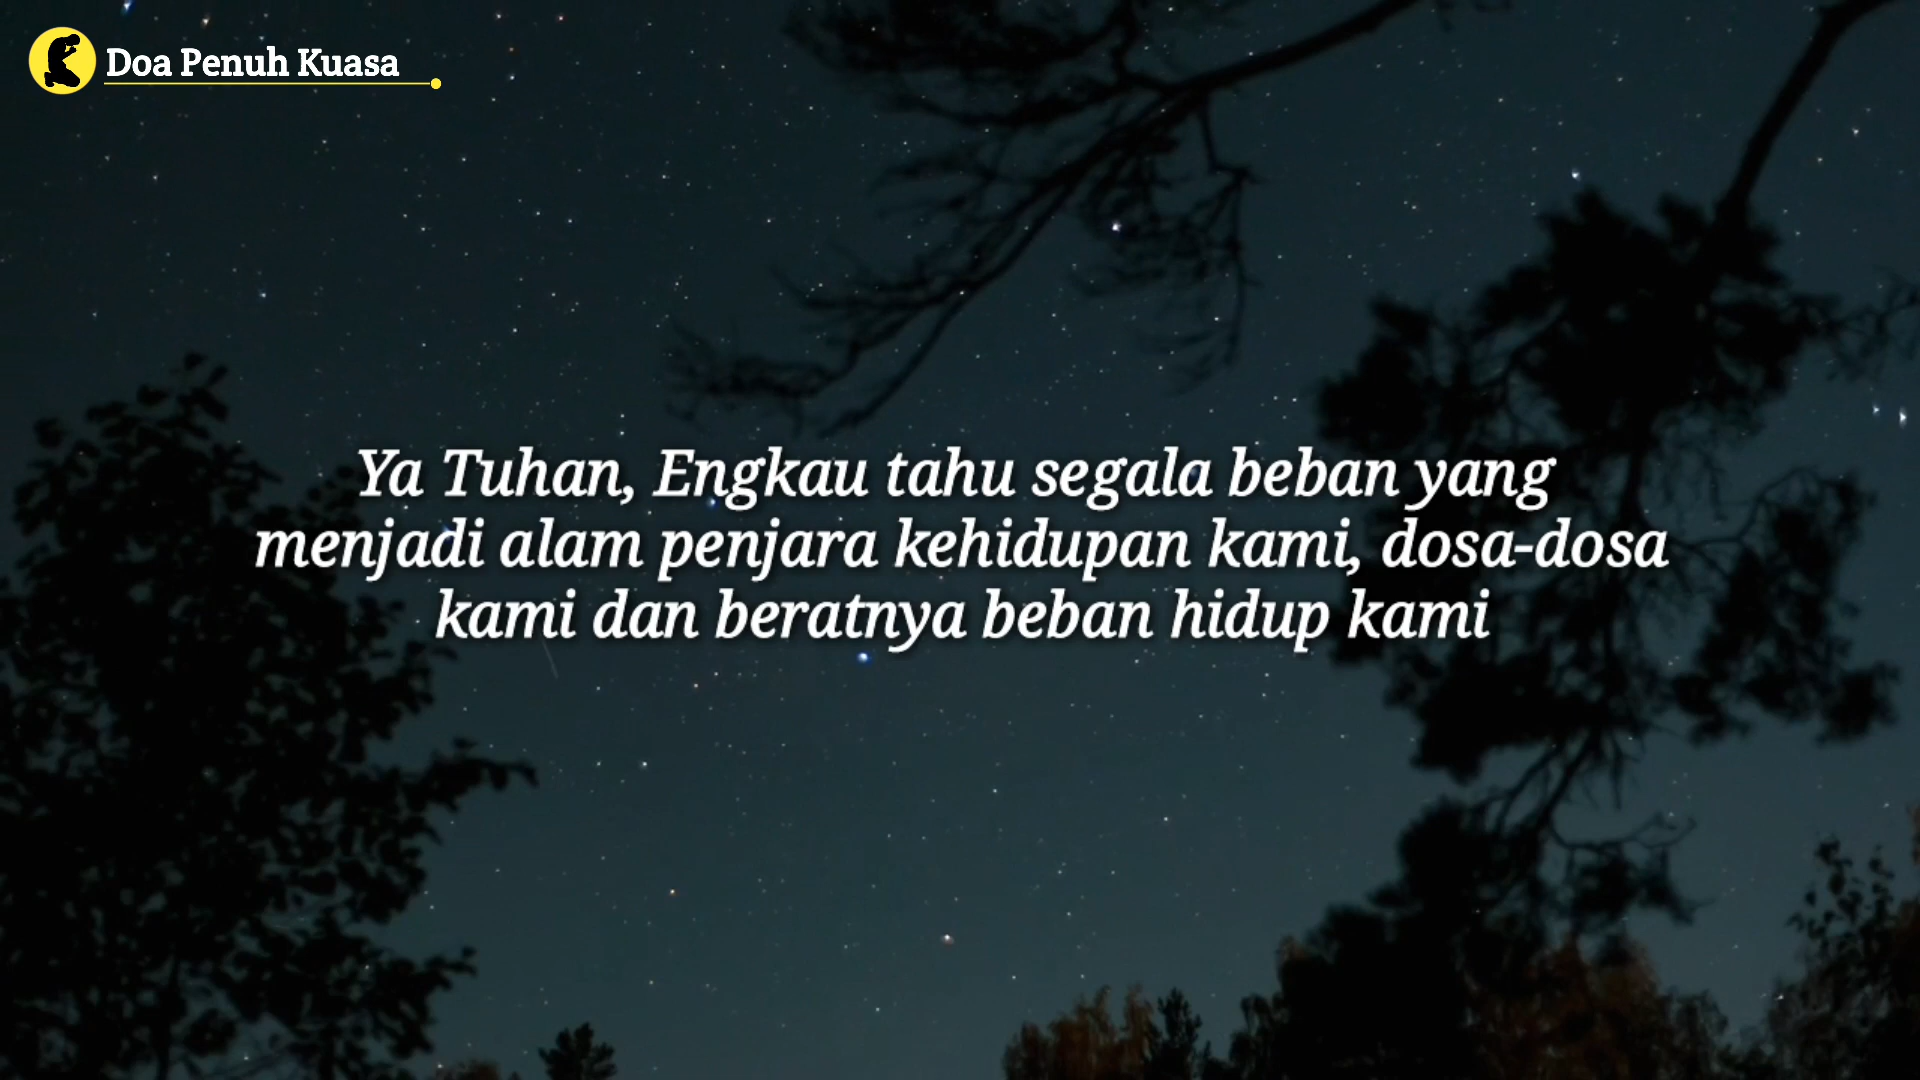 Doa Penuh Kuasa
Ya Tuhan, Engkau tahu segala beban yang
menjadi alam penjara kehidupan kami, dosa-dosa
kami dan beratnya beban hidup kami